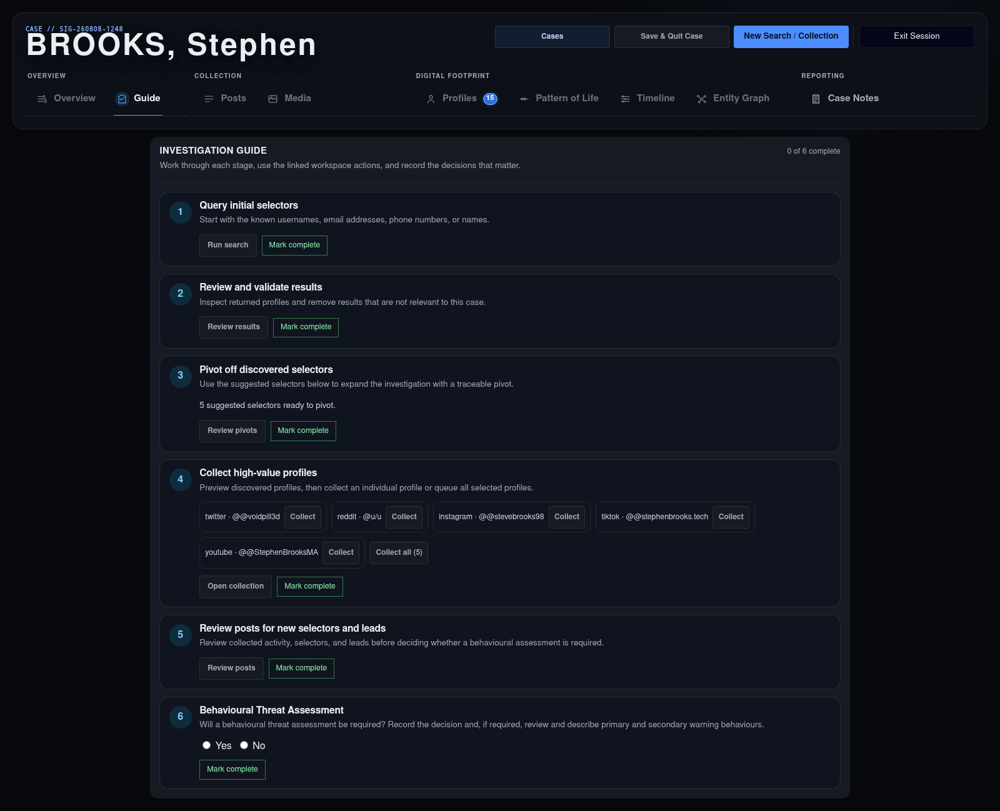 CASE // SIG-260808-1248
BROOKS, Stephen
Cases
Save & Quit Case
New Search / Collection
Exit Session
OVERVIEW
COLLECTION
DIGITAL FOOTPRINT
REPORTING
Overview
Guide
Posts
Media
Profiles 15
Pattern of Life
Timeline
Entity Graph
Case Notes
INVESTIGATION GUIDE
0 of 6 complete
Work through each stage, use the linked workspace actions, and record the decisions that matter.
1
Query initial selectors
Start with the known usernames, email addresses, phone numbers, or names.
Run search
Mark complete
2
Review and validate results
Inspect returned profiles and remove results that are not relevant to this case.
Review results
Mark complete
3
Pivot off discovered selectors
Use the suggested selectors below to expand the investigation with a traceable pivot.
5 suggested selectors ready to pivot.
Review pivots
Mark complete
4
Collect high-value profiles
Preview discovered profiles, then collect an individual profile or queue all selected profiles.
twitter · @@voidpill3d Collect
reddit · @u/u Collect
instagram · @@stevebrooks98 Collect
tiktok · @@stephenbrooks.tech Collect
youtube · @@StephenBrooksMA Collect
Collect all (5)
Open collection
Mark complete
5
Review posts for new selectors and leads
Review collected activity, selectors, and leads before deciding whether a behavioural assessment is required.
Review posts
Mark complete
6
Behavioural Threat Assessment
Will a behavioural threat assessment be required? Record the decision and, if required, review and describe primary and secondary warning behaviours.
Yes
No
Mark complete